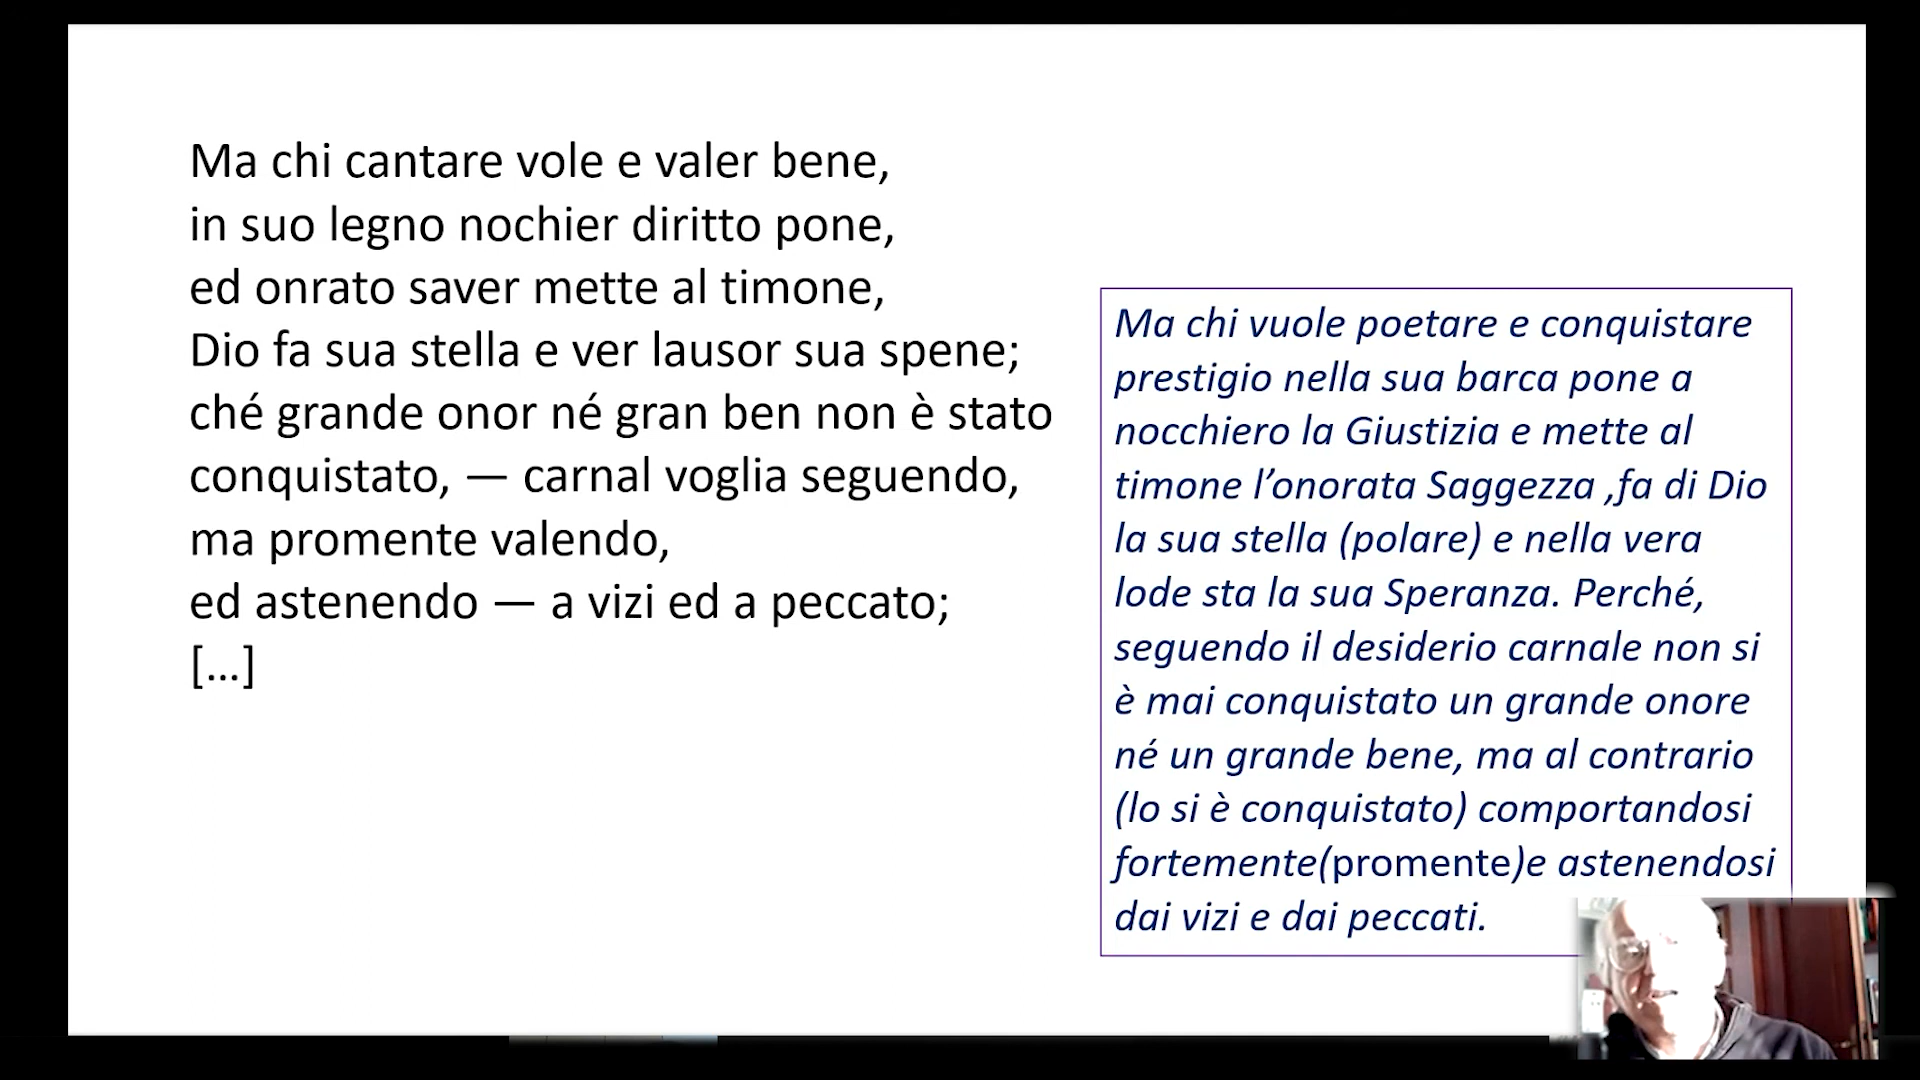 Ma chi cantare vole e valer bene,
in suo legno nochier diritto pone,
ed onrato saver mette al timone,
Dio fa sua stella e ver lausor sua spene;
ché grande onor né gran ben non è stato
conquistato, — carnal voglia seguendo,
ma promente valendo,
ed astenendo — a vizi ed a peccato;
[…]
Ma chi vuole poetare e conquistare
prestigio nella sua barca pone a
nocchiero la Giustizia e mette al
timone l’onorata Saggezza ,fa di Dio
la sua stella (polare) e nella vera
lode sta la sua Speranza. Perché,
seguendo il desiderio carnale non si
è mai conquistato un grande onore
né un grande bene, ma al contrario
(lo si è conquistato) comportandosi
fortemente(promente)e astenendosi
dai vizi e dai peccati.